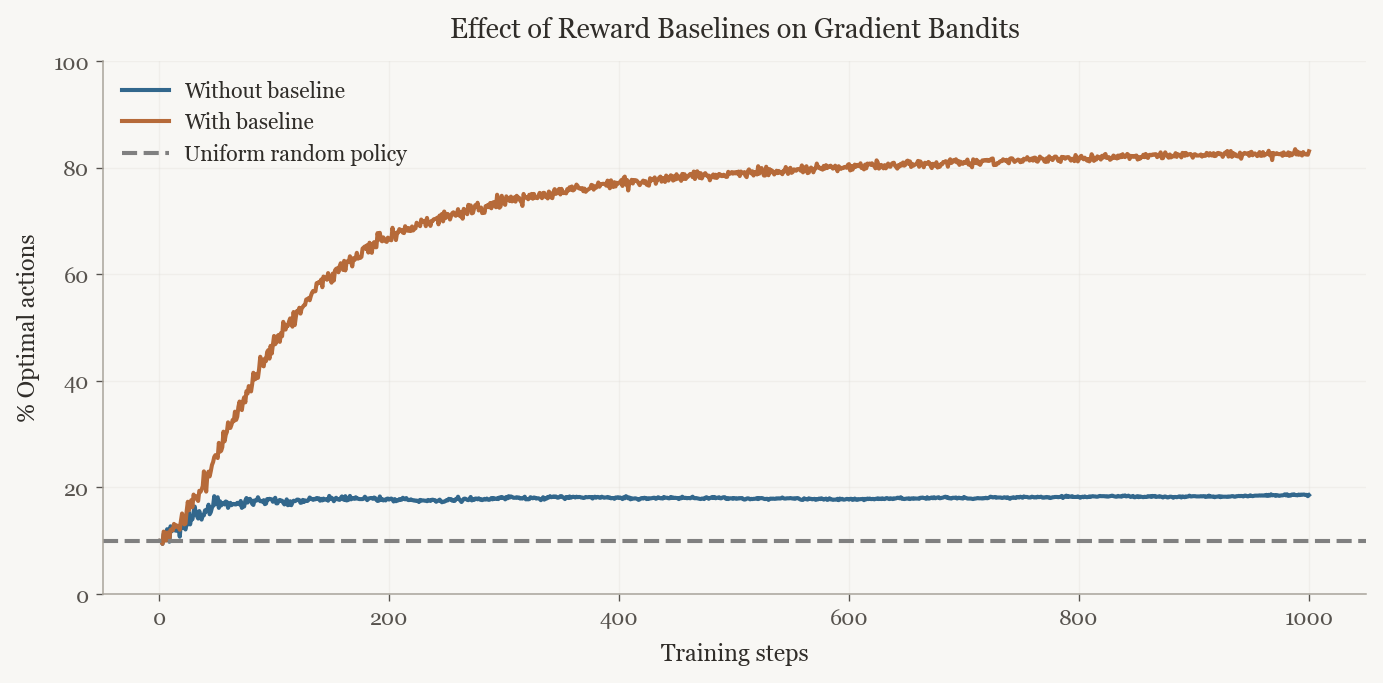 Effect of Reward Baselines on Gradient Bandits
100
80
60
40
20
0
% Optimal actions
Without baseline
With baseline
Uniform random policy
0 200 400 600 800 1000
Training steps